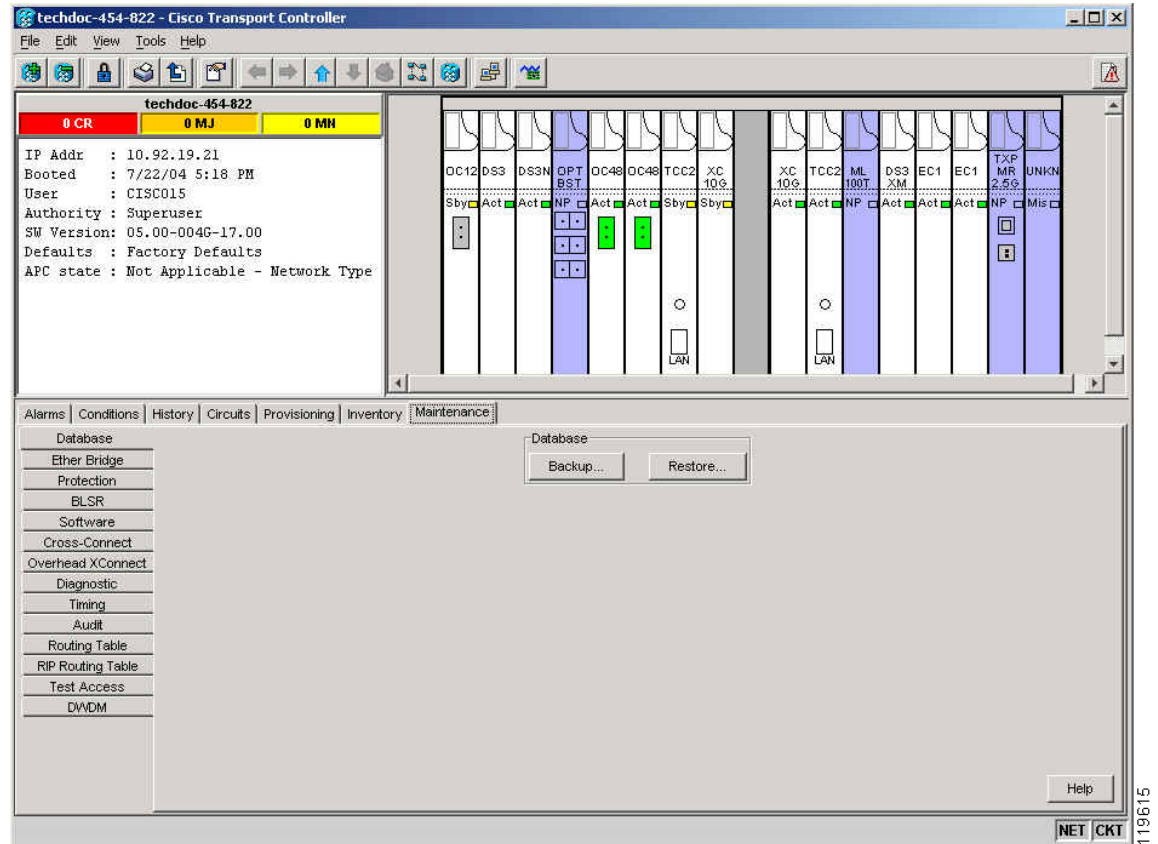 techdoc-454-822 - Cisco Transport Controller
File Edit View Tools Help
techdoc-454-822
0 CR 0 MJ 0 MN
IP Addr : 10.92.19.21
Booted : 7/22/04 5:18 PM
User : CISCO15
Authority : Superuser
SW Version: 05.00-004G-17.00
Defaults : Factory Defaults
APC state : Not Applicable - Network Type
OC12 DS3 DS3N OPT BST OC48 OC48 TCC2 XC 10G XC 10G TCC2 ML 100T DS3 XM EC1 EC1 TXP MR 2.5G UNKN
Sby Act Act NP Act Act Sby Sby Act Act NP Act Act Act NP Mis
LAN LAN
Alarms Conditions History Circuits Provisioning Inventory Maintenance
Database
Ether Bridge
Protection
BLSR
Software
Cross-Connect
Overhead XConnect
Diagnostic
Timing
Audit
Routing Table
RIP Routing Table
Test Access
DWDM
Database
Backup... Restore...
Help
NET CKT
119615